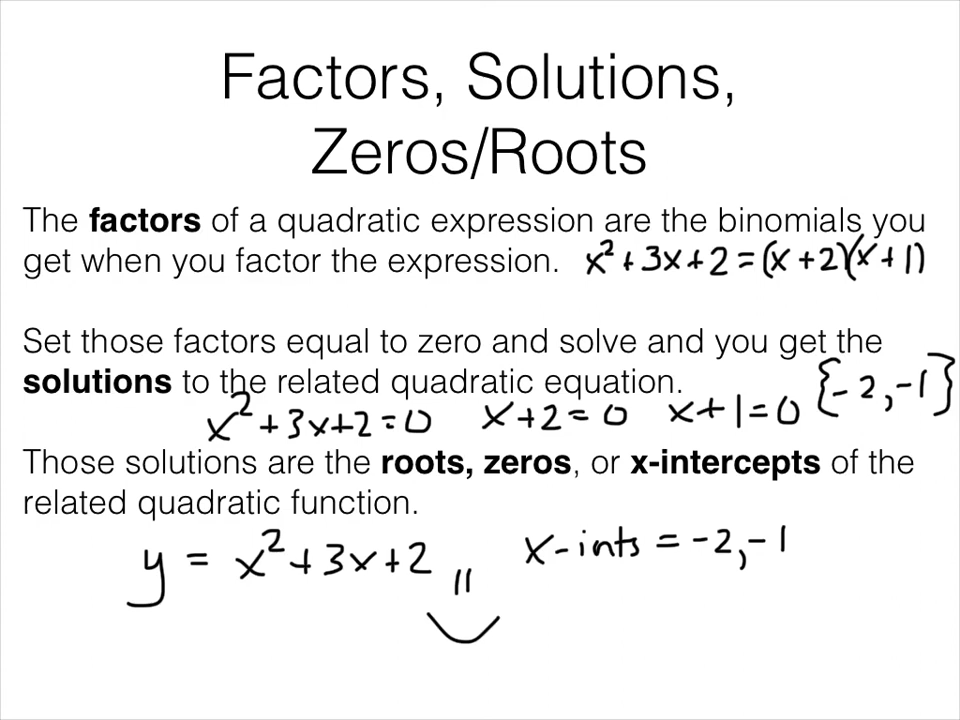 Factors, Solutions,
Zeros/Roots
The factors of a quadratic expression are the binomials you
get when you factor the expression. x²+3x+2=(x+2)(x+1)
Set those factors equal to zero and solve and you get the
solutions to the related quadratic equation. {-2,-1}
x²+3x+2=0 x+2=0 x+1=0
Those solutions are the roots, zeros, or x-intercepts of the
related quadratic function.
y = x²+3x+2 x-ints = -2,-1